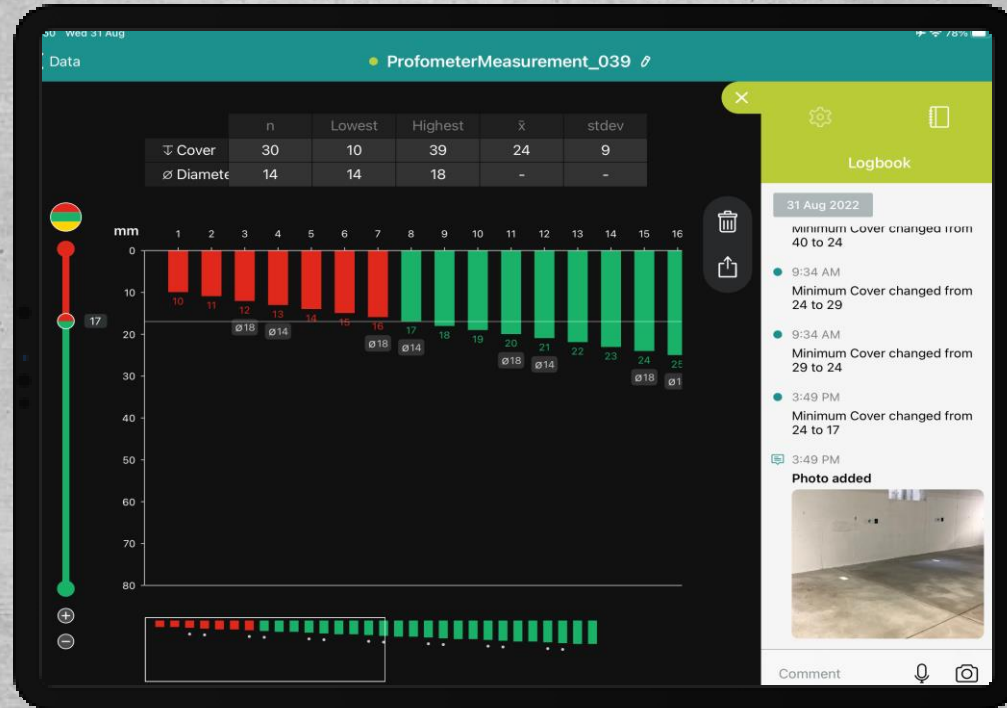 Wed 31 Aug
78%
Data
ProfometerMeasurement_039
n Lowest Highest x̄ stdev
Cover 30 10 39 24 9
ø Diamete 14 14 18 - -
mm 1 2 3 4 5 6 7 8 9 10 11 12 13 14 15 16
0
10
20
30
40
50
60
70
80
17
10 11 12 13 14 15 16 17 18 19 20 21 22 23 24 25
ø18 ø14 ø18 ø14 ø18 ø14 ø18 ø1
Logbook
31 Aug 2022
Minimum Cover changed from
40 to 24
9:34 AM
Minimum Cover changed from
24 to 29
9:34 AM
Minimum Cover changed from
29 to 24
3:49 PM
Minimum Cover changed from
24 to 17
3:49 PM
Photo added
Comment